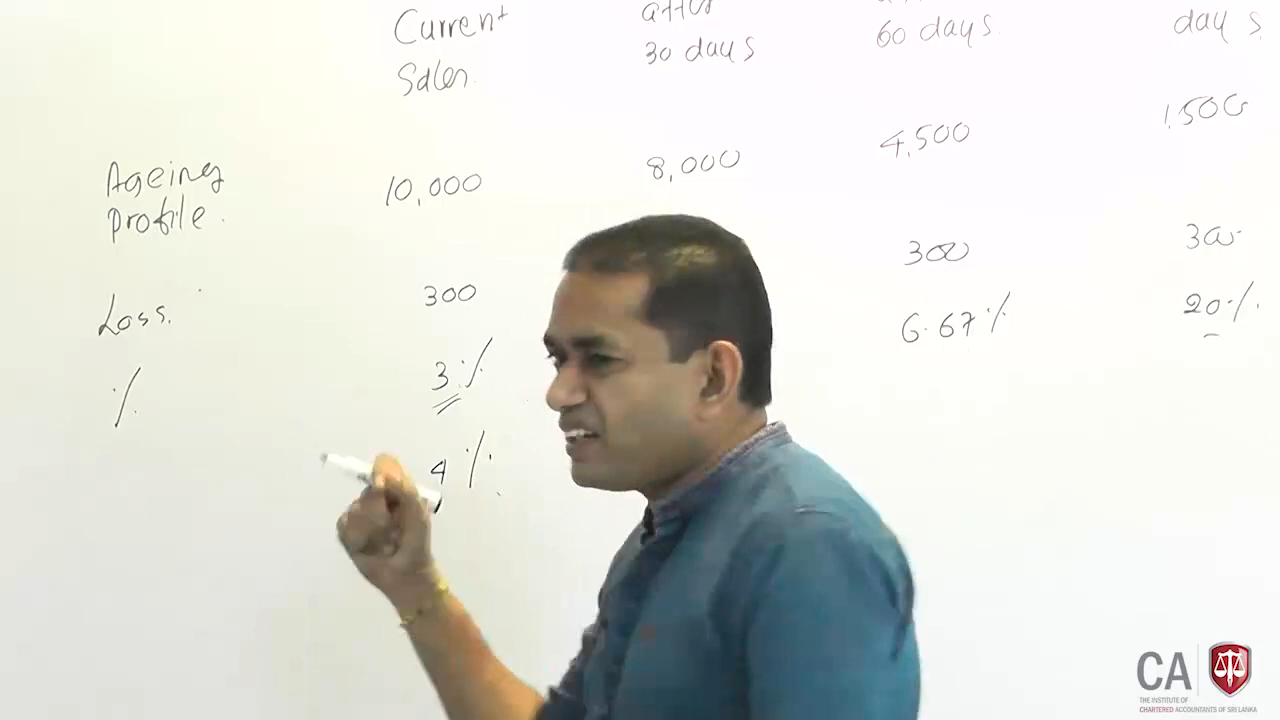 Current
after
Sales
30 days
60 days
days
Ageing
Profile
10,000
8,000
4,500
1,500
Loss.
300
300
300
%
3%
6.67%
20%
4%
CA
THE INSTITUTE OF
CHARTERED ACCOUNTANTS OF SRI LANKA